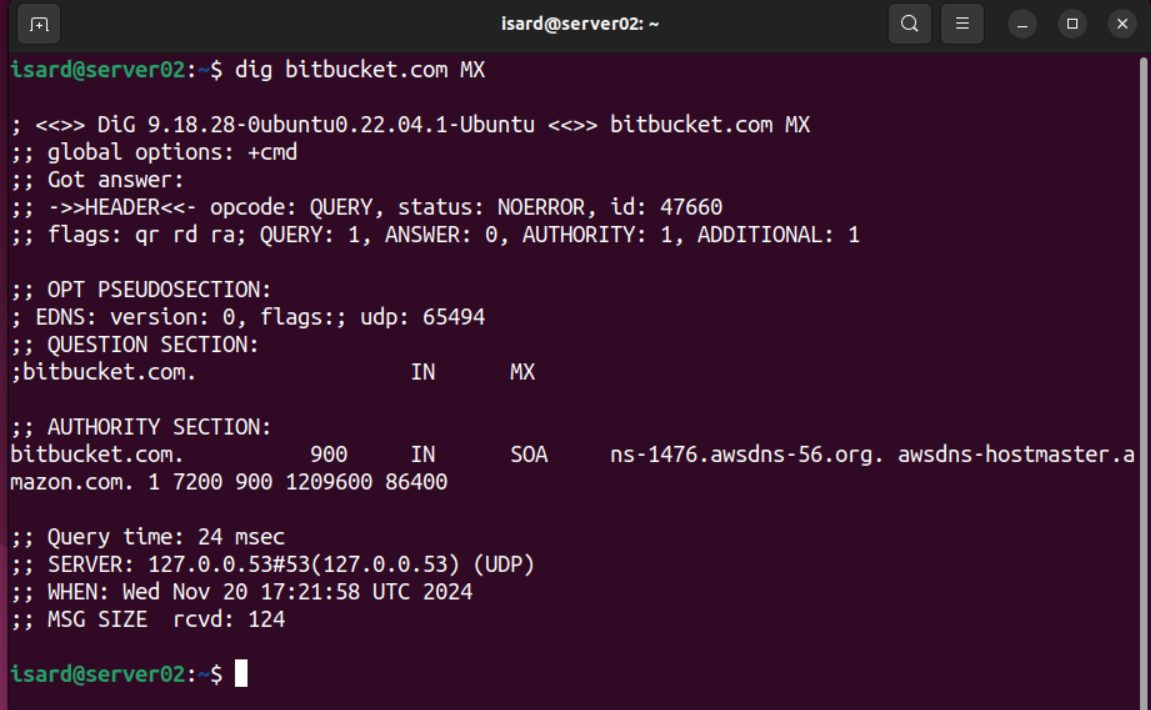 isard@server02: ~
isard@server02:~$ dig bitbucket.com MX
; <<>> DiG 9.18.28-0ubuntu0.22.04.1-Ubuntu <<>> bitbucket.com MX
;; global options: +cmd
;; Got answer:
;; ->>HEADER<<- opcode: QUERY, status: NOERROR, id: 47660
;; flags: qr rd ra; QUERY: 1, ANSWER: 0, AUTHORITY: 1, ADDITIONAL: 1
;; OPT PSEUDOSECTION:
; EDNS: version: 0, flags:; udp: 65494
;; QUESTION SECTION:
;bitbucket.com. IN MX
;; AUTHORITY SECTION:
bitbucket.com. 900 IN SOA ns-1476.awsdns-56.org. awsdns-hostmaster.a
mazon.com. 1 7200 900 1209600 86400
;; Query time: 24 msec
;; SERVER: 127.0.0.53#53(127.0.0.53) (UDP)
;; WHEN: Wed Nov 20 17:21:58 UTC 2024
;; MSG SIZE rcvd: 124
isard@server02:~$